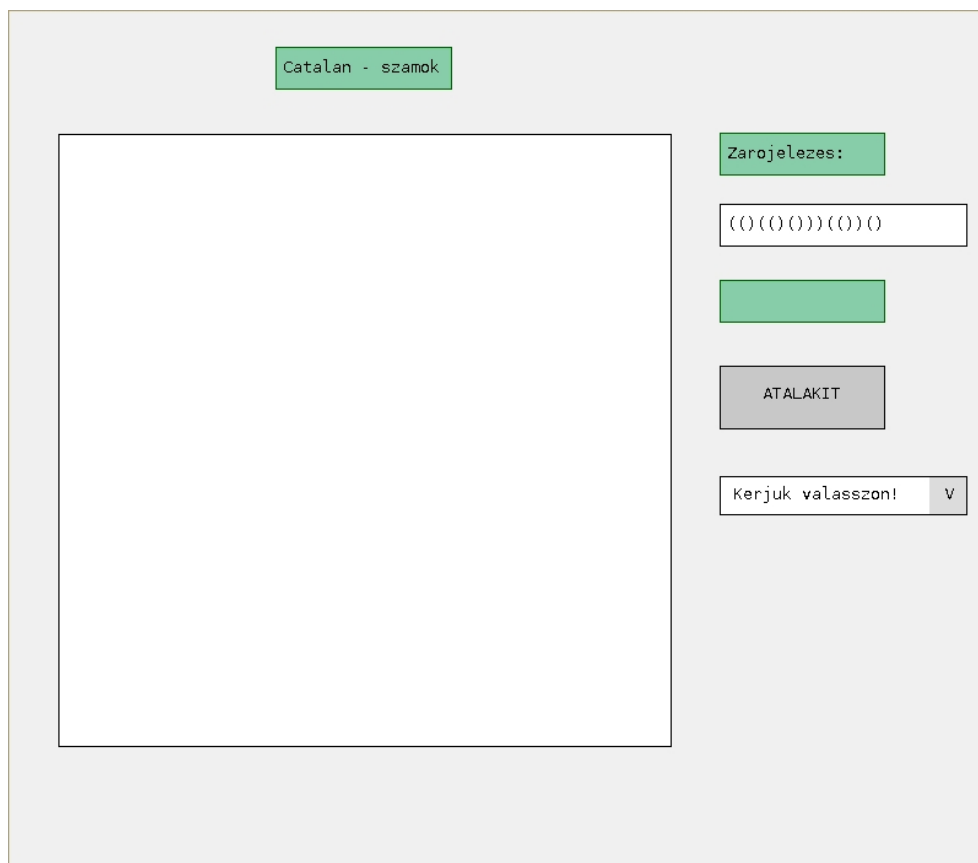 Catalan - szamok
Zarojelezes:
(()(()()))(())()
ATALAKIT
Kerjuk valasszon! V